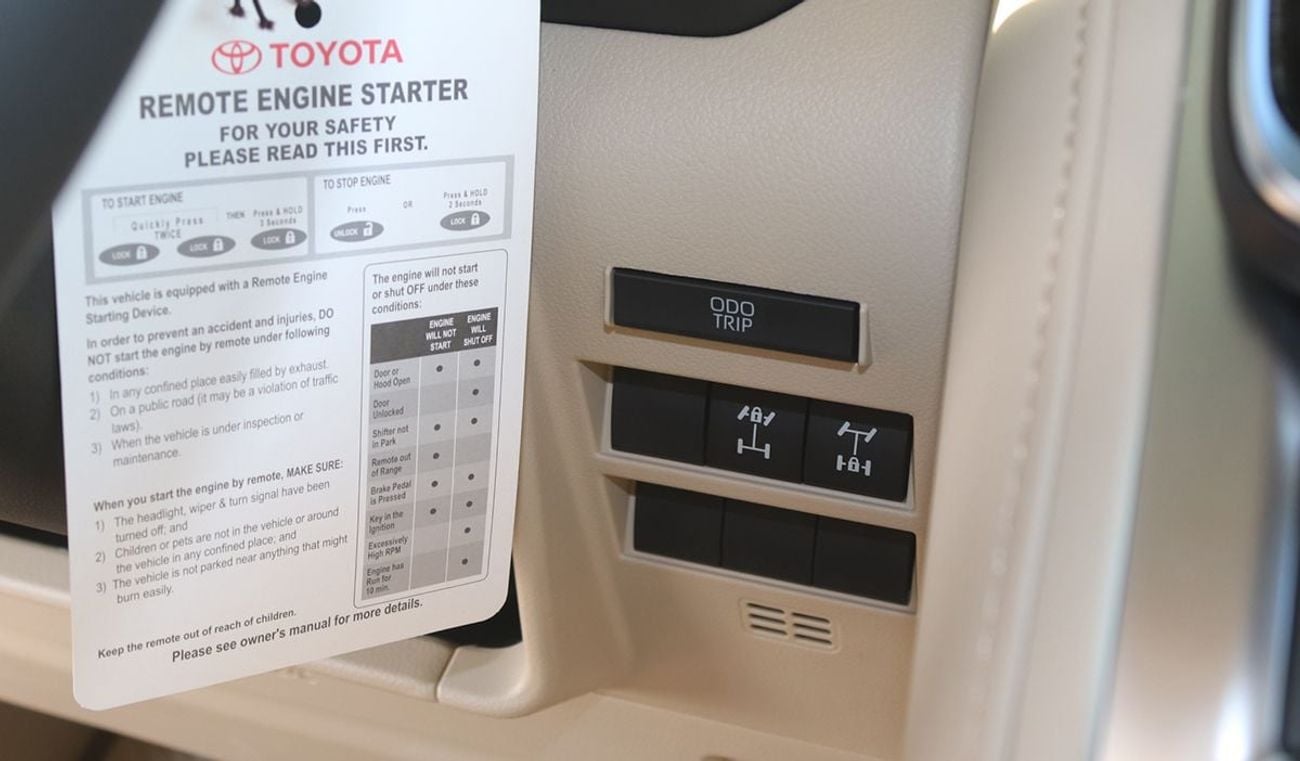 TOYOTA
REMOTE ENGINE STARTER
FOR YOUR SAFETY
PLEASE READ THIS FIRST.
TO START ENGINE
Quickly Press
TWICE
THEN
Press & HOLD
3 Seconds
LOCK
LOCK
LOCK
TO STOP ENGINE
Press
OR
Press & HOLD
2 Seconds
UNLOCK
LOCK
This vehicle is equipped with a Remote Engine
Starting Device.
In order to prevent an accident and injuries, DO
NOT start the engine by remote under following
conditions:
1) In any confined place easily filled by exhaust.
2) On a public road (it may be a violation of traffic
laws).
3) When the vehicle is under inspection or
maintenance.
When you start the engine by remote, MAKE SURE:
1) The headlight, wiper & turn signal have been
turned off; and
2) Children or pets are not in the vehicle or around
the vehicle in any confined place; and
3) The vehicle is not parked near anything that might
burn easily.
The engine will not start
or shut OFF under these
conditions:
ENGINE
WILL NOT
START
ENGINE
WILL
SHUT OFF
Door or
Hood Open
Door
Unlocked
Shifter not
in Park
Remote out
of Range
Brake Pedal
is Pressed
Key in the
Ignition
Excessively
High RPM
Engine has
Run for
10 min.
Keep the remote out of reach of children.
Please see owner's manual for more details.
ODO
TRIP